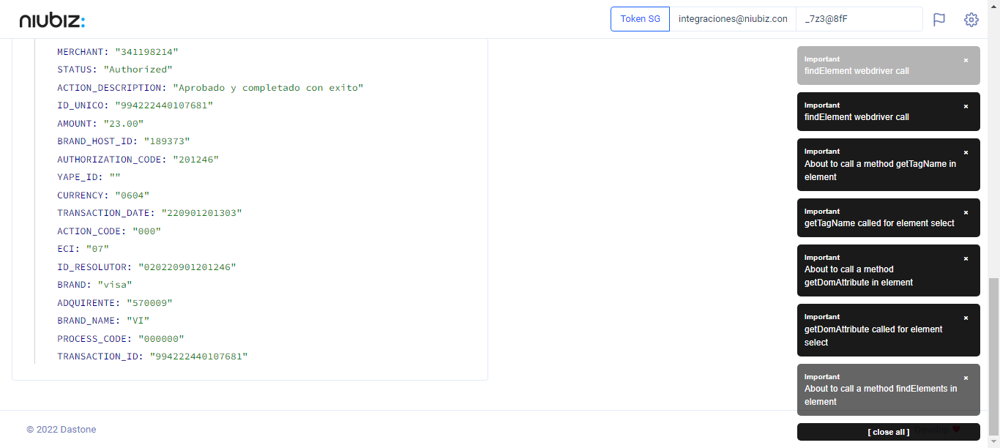 niubiz:
Token SG
integraciones@niubiz.con
_7z3@8fF
MERCHANT: "341198214"
STATUS: "Authorized"
ACTION_DESCRIPTION: "Aprobado y completado con exito"
ID_UNICO: "994222440107681"
AMOUNT: "23.00"
BRAND_HOST_ID: "189373"
AUTHORIZATION_CODE: "201246"
YAPE_ID: ""
CURRENCY: "0604"
TRANSACTION_DATE: "220901201303"
ACTION_CODE: "000"
ECI: "07"
ID_RESOLUTOR: "020220901201246"
BRAND: "visa"
ADQUIRENTE: "570009"
BRAND_NAME: "VI"
PROCESS_CODE: "000000"
TRANSACTION_ID: "994222440107681"
Important
×
findElement webdriver call
Important
×
findElement webdriver call
Important
×
About to call a method getTagName in
element
Important
×
getTagName called for element select
Important
×
About to call a method
getDomAttribute in element
Important
×
getDomAttribute called for element
select
Important
×
About to call a method findElements in
element
[ close all ]
© 2022 Dastone